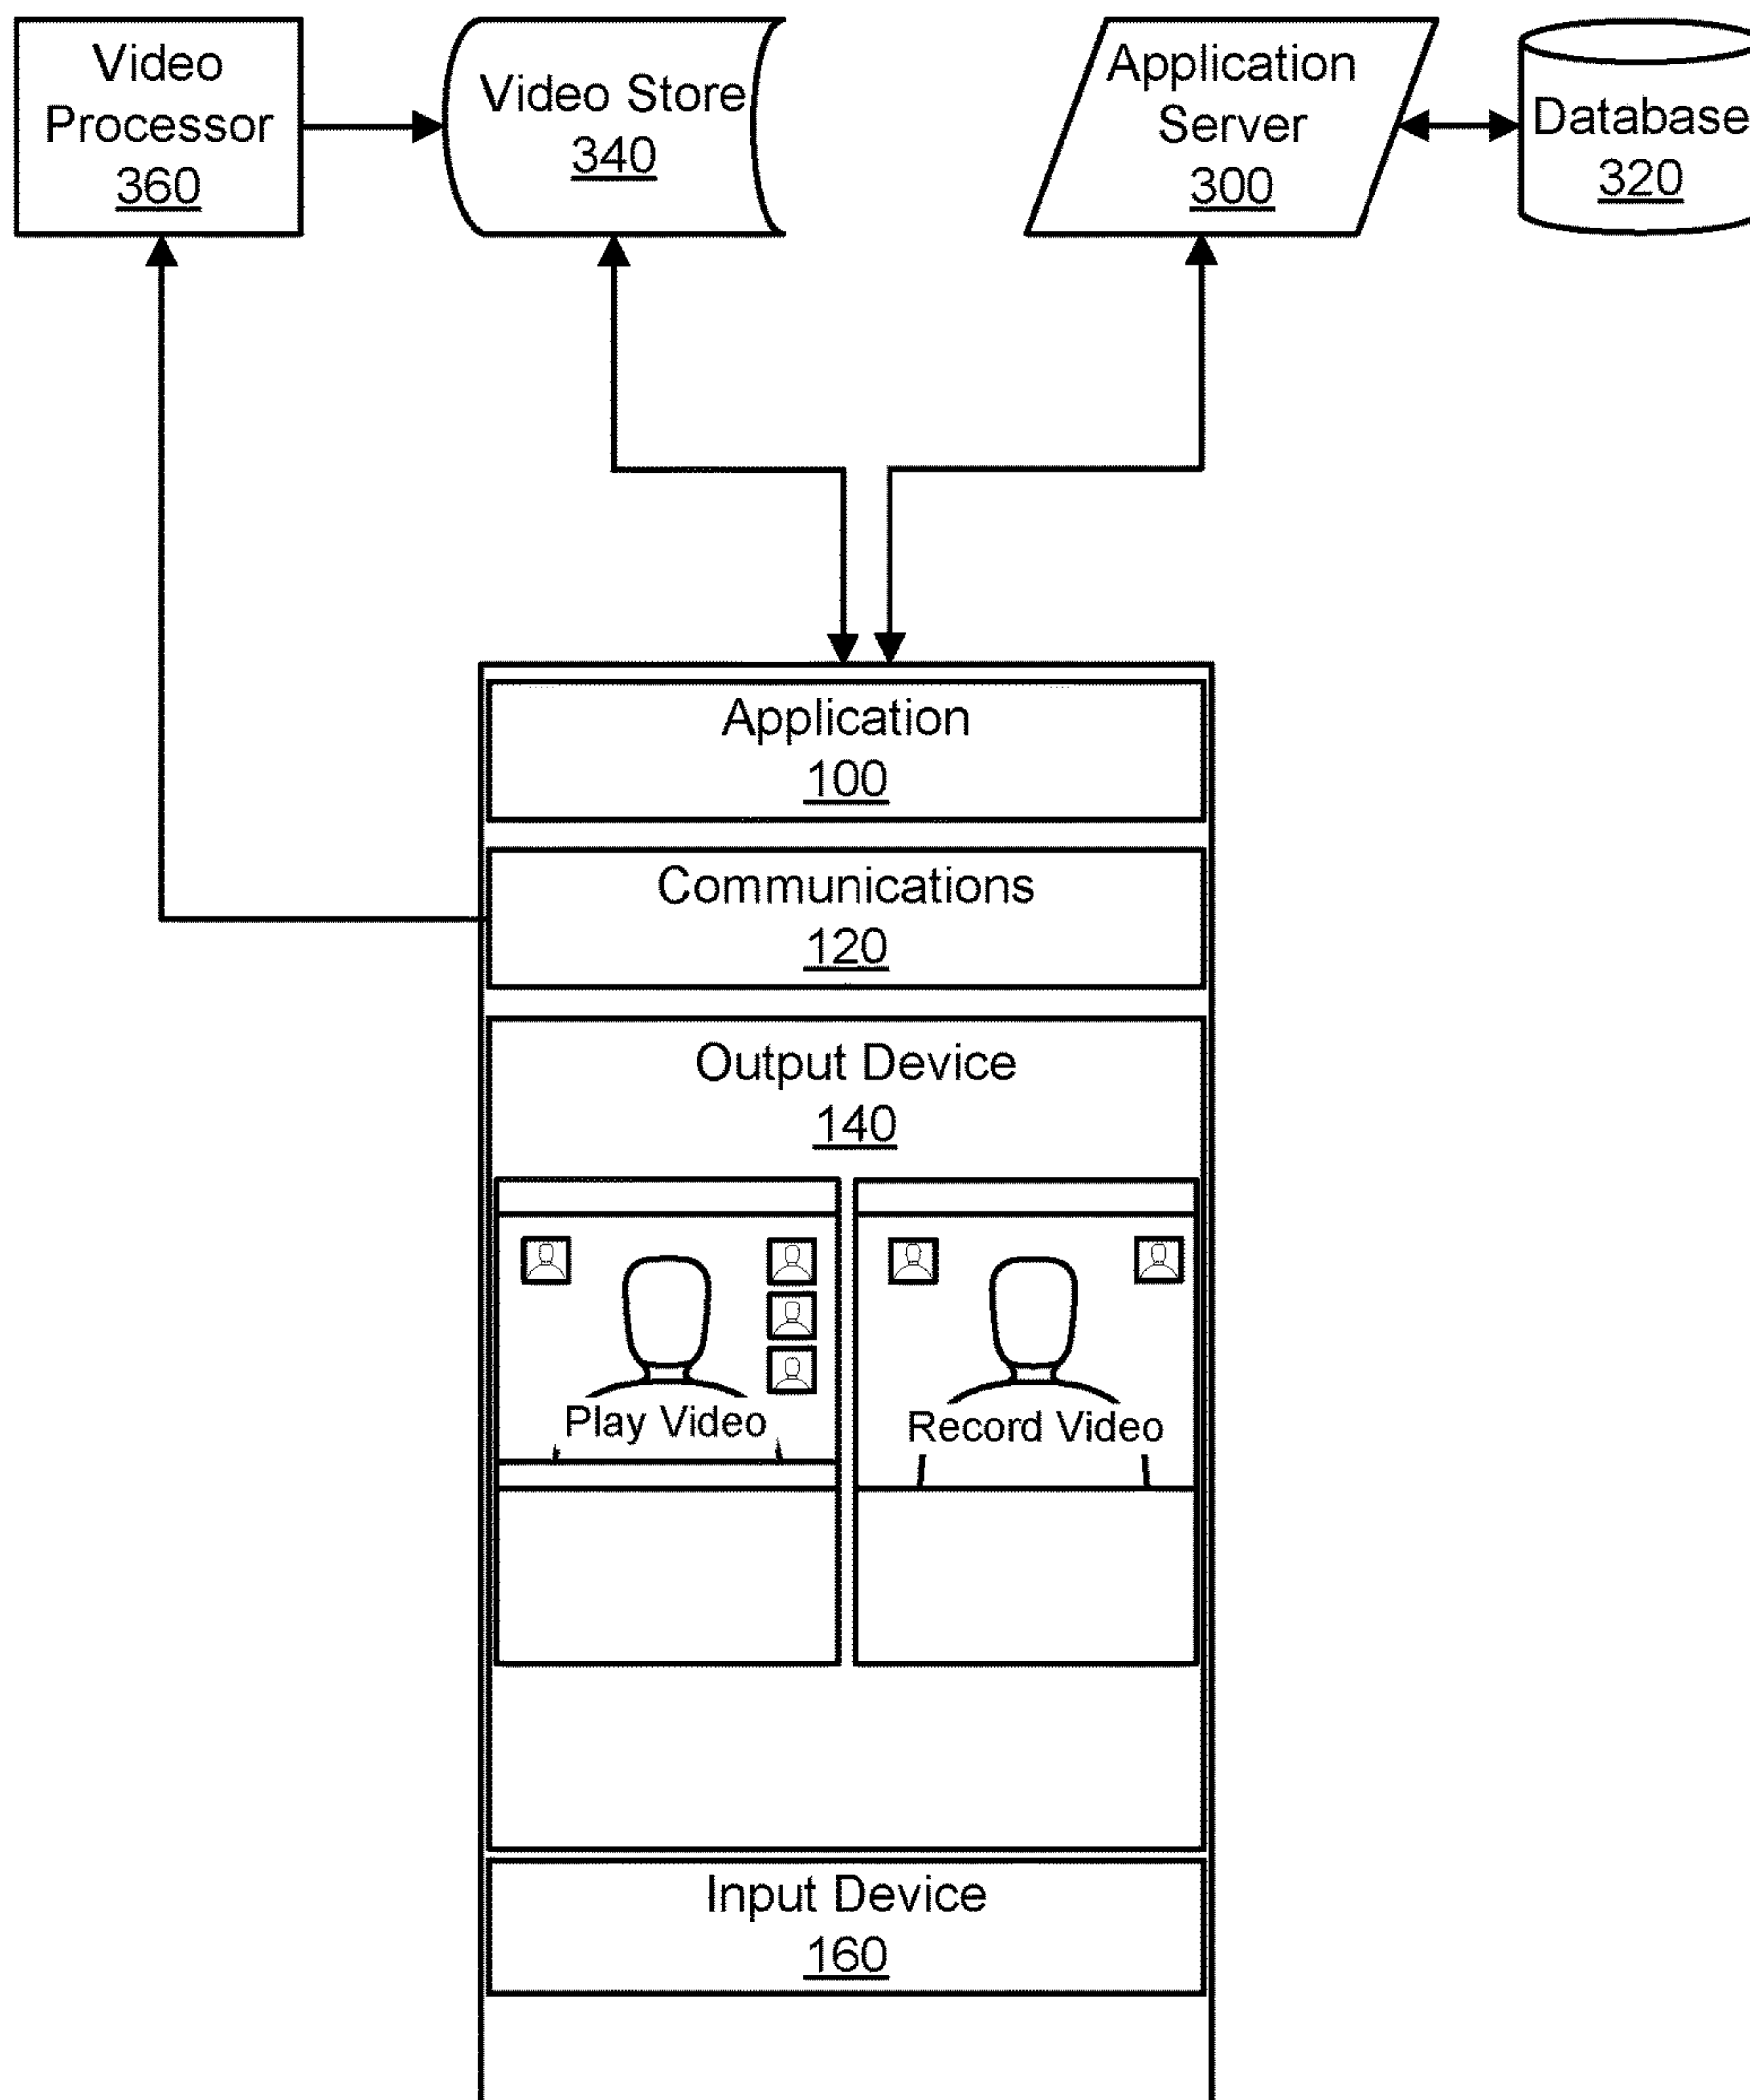 Video
Processor
360
Video Store
340
Application
Server
300
Database
320
Application
100
Communications
120
Output Device
140
Play Video
Record Video
Input Device
160